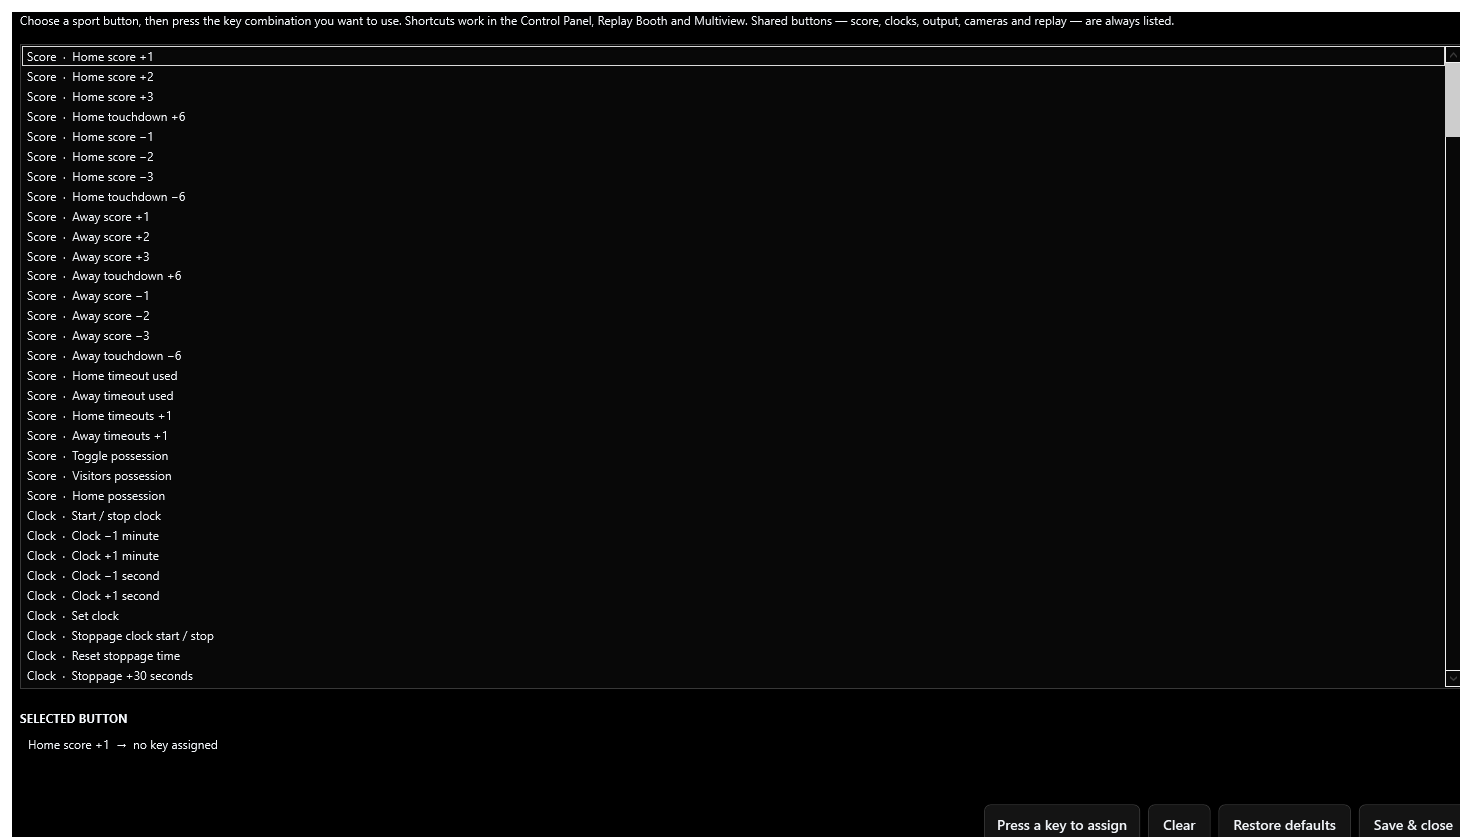 Choose a sport button, then press the key combination you want to use. Shortcuts work in the Control Panel, Replay Booth and Multiview. Shared buttons — score, clocks, output, cameras and replay — are always listed.
Score · Home score +1
Score · Home score +2
Score · Home score +3
Score · Home touchdown +6
Score · Home score −1
Score · Home score −2
Score · Home score −3
Score · Home touchdown −6
Score · Away score +1
Score · Away score +2
Score · Away score +3
Score · Away touchdown +6
Score · Away score −1
Score · Away score −2
Score · Away score −3
Score · Away touchdown −6
Score · Home timeout used
Score · Away timeout used
Score · Home timeouts +1
Score · Away timeouts +1
Score · Toggle possession
Score · Visitors possession
Score · Home possession
Clock · Start / stop clock
Clock · Clock −1 minute
Clock · Clock +1 minute
Clock · Clock −1 second
Clock · Clock +1 second
Clock · Set clock
Clock · Stoppage clock start / stop
Clock · Reset stoppage time
Clock · Stoppage +30 seconds
SELECTED BUTTON
Home score +1 → no key assigned
Press a key to assign Clear Restore defaults Save & close